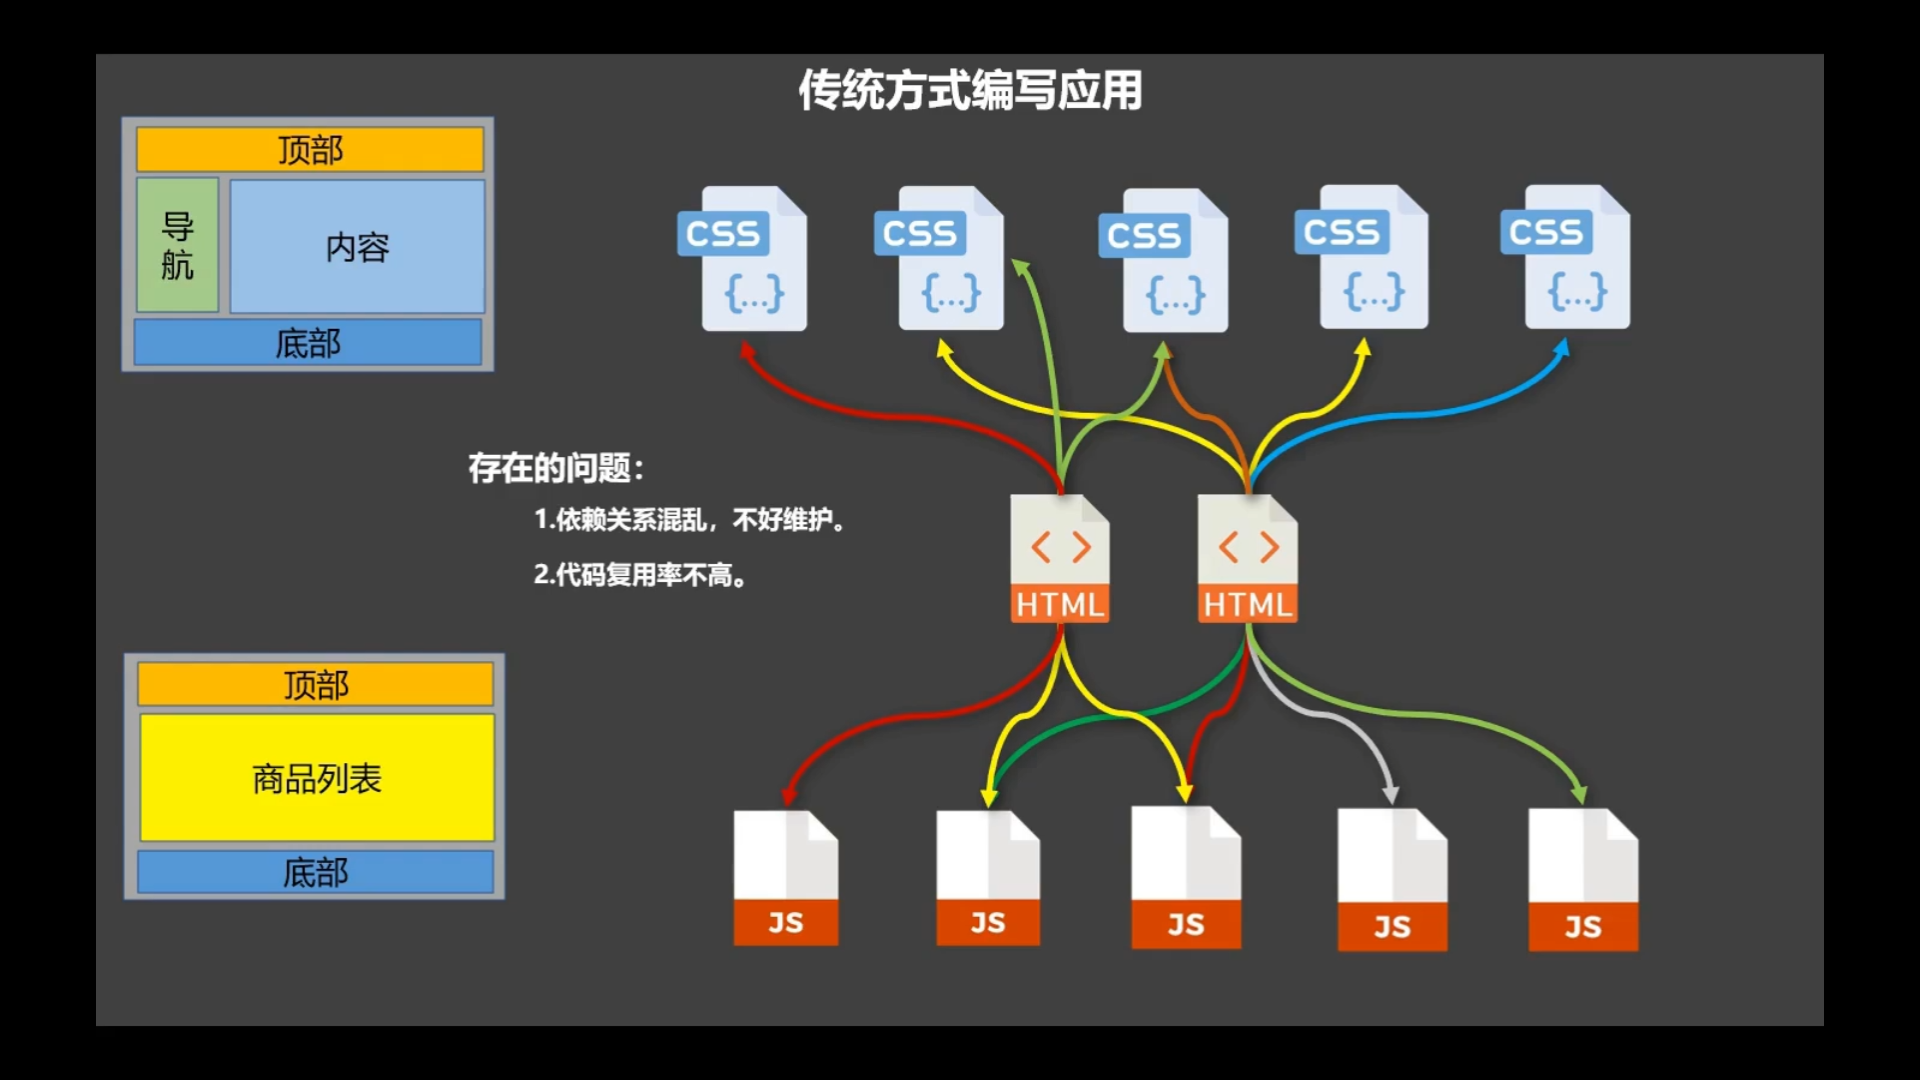 传统方式编写应用
顶部
导航
内容
底部
CSS
{...}
CSS
{...}
CSS
{...}
CSS
{...}
CSS
{...}
存在的问题：
1.依赖关系混乱，不好维护。
2.代码复用率不高。
< >
HTML
< >
HTML
顶部
商品列表
底部
JS
JS
JS
JS
JS